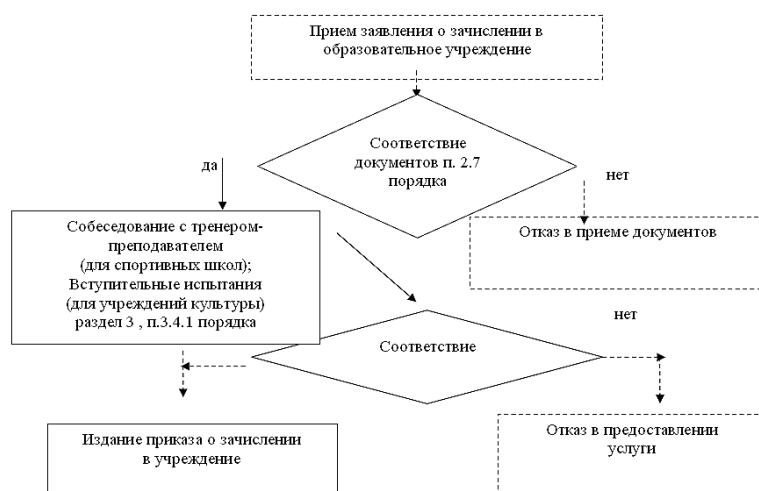 Прием заявления о зачислении в
образовательное учреждение
Соответствие
документов п. 2.7
порядка
да
нет
Собеседование с тренером-
преподавателем
(для спортивных школ);
Вступительные испытания
(для учреждений культуры)
раздел 3 , п.3.4.1 порядка
Отказ в приеме документов
нет
Соответствие
Издание приказа о зачислении
в учреждение
Отказ в предоставлении
услуги